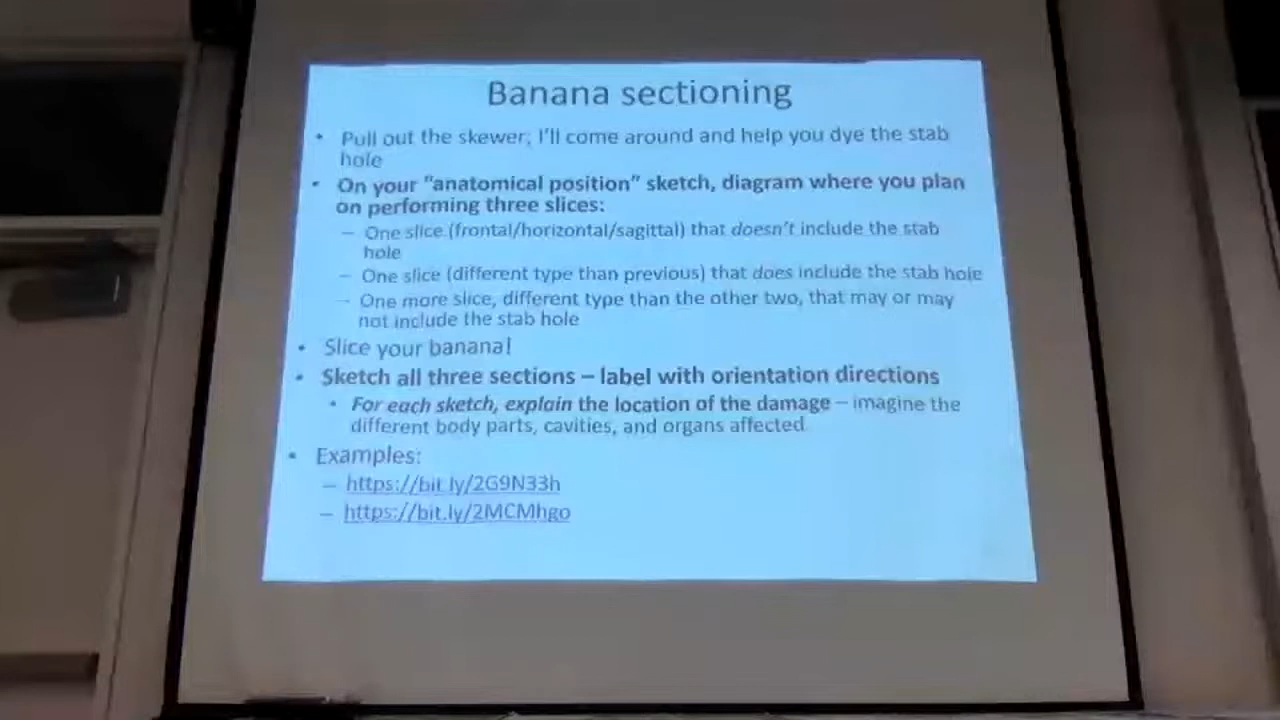 Banana sectioning
• Pull out the skewer; I'll come around and help you dye the stab
hole
• On your "anatomical position" sketch, diagram where you plan
on performing three slices:
– One slice (frontal/horizontal/sagittal) that doesn't include the stab
hole
– One slice (different type than previous) that does include the stab hole
– One more slice, different type than the other two, that may or may
not include the stab hole
• Slice your banana!
• Sketch all three sections – label with orientation directions
• For each sketch, explain the location of the damage – imagine the
different body parts, cavities, and organs affected
• Examples:
– https://bit.ly/2G9N33h
– https://bit.ly/2MCMhgo